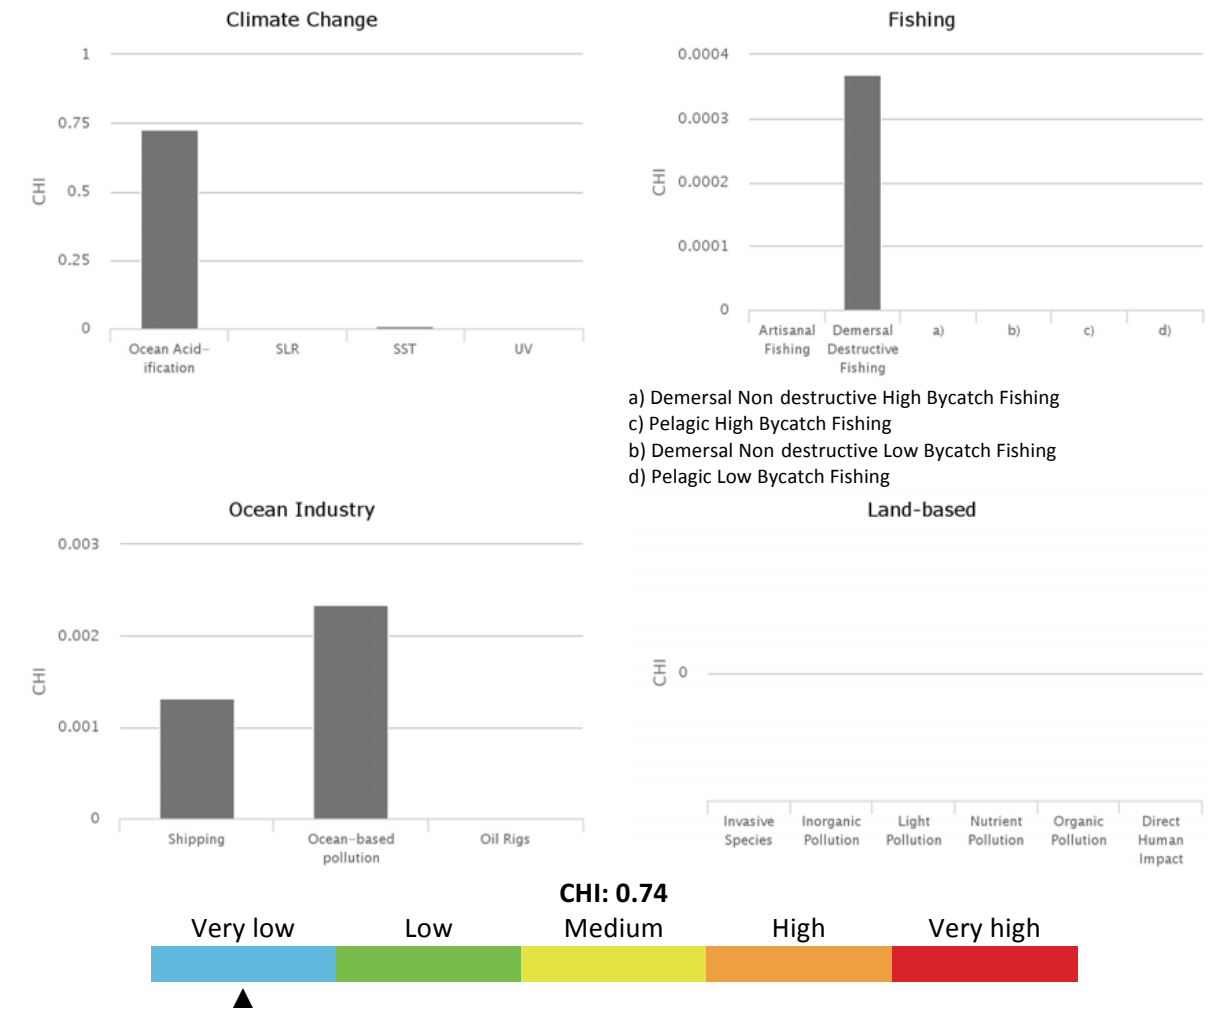 Climate Change
1
0.75
0.5
0.25
0
CHI
Ocean Acid-
ification
SLR
SST
UV
Fishing
0.0004
0.0003
0.0002
0.0001
0
CHI
Artisanal
Fishing
Demersal
Destructive
Fishing
a)
b)
c)
d)
a) Demersal Non destructive High Bycatch Fishing
c) Pelagic High Bycatch Fishing
b) Demersal Non destructive Low Bycatch Fishing
d) Pelagic Low Bycatch Fishing
Ocean Industry
0.003
0.002
0.001
0
CHI
Shipping
Ocean-based
pollution
Oil Rigs
Land-based
CHI
0
Invasive
Species
Inorganic
Pollution
Light
Pollution
Nutrient
Pollution
Organic
Pollution
Direct
Human
Impact
CHI: 0.74
Very low
Low
Medium
High
Very high